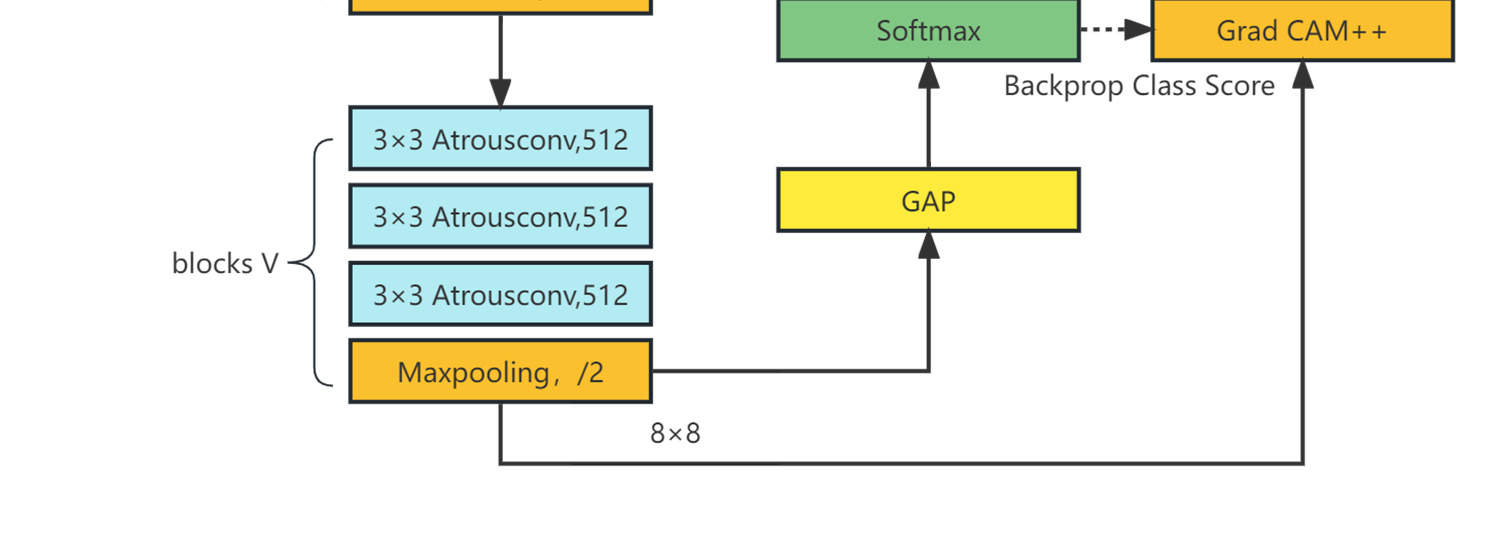 Softmax
Grad CAM++
Backprop Class Score
3×3 Atrousconv,512
3×3 Atrousconv,512
GAP
blocks V
3×3 Atrousconv,512
Maxpooling，/2
8×8